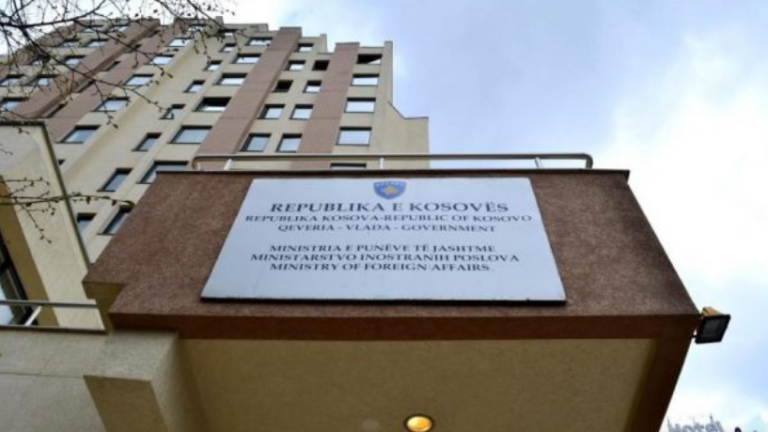 REPUBLIKA E KOSOVËS
REPUBLIKA KOSOVA-REPUBLIC OF KOSOVO
QEVERIA - VLADA - GOVERNMENT
MINISTRIA E PUNËVE TË JASHTME
MINISTARSTVO INOSTRANIH POSLOVA
MINISTRY OF FOREIGN AFFAIRS
Hotel